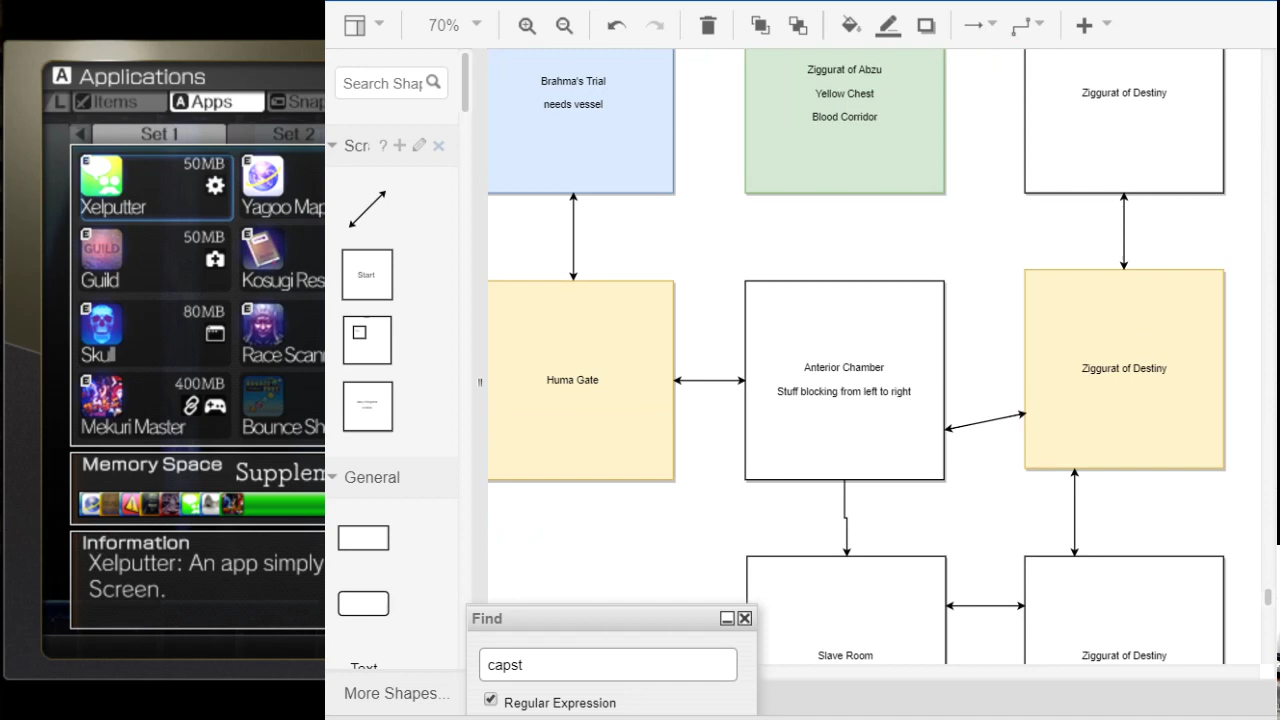 A Applications
L Items A Apps Snap
Set 1 Set 2
E 50MB E
Xelputter Yagoo Map
E GUILD 50MB E
Guild Kosugi Res
E 80MB E
Skull Race Scann
E 400MB E
Mekuri Master Bounce Sh
Memory Space Supplem
Information
Xelputter: An app simply
Screen.
70%
Search Shap
Scra ?
Start
General
Text
More Shapes...
Brahma's Trial
needs vessel
Ziggurat of Abzu
Yellow Chest
Blood Corridor
Ziggurat of Destiny
Huma Gate
Anterior Chamber
Stuff blocking from left to right
Ziggurat of Destiny
Slave Room
Ziggurat of Destiny
Find
capst
Regular Expression